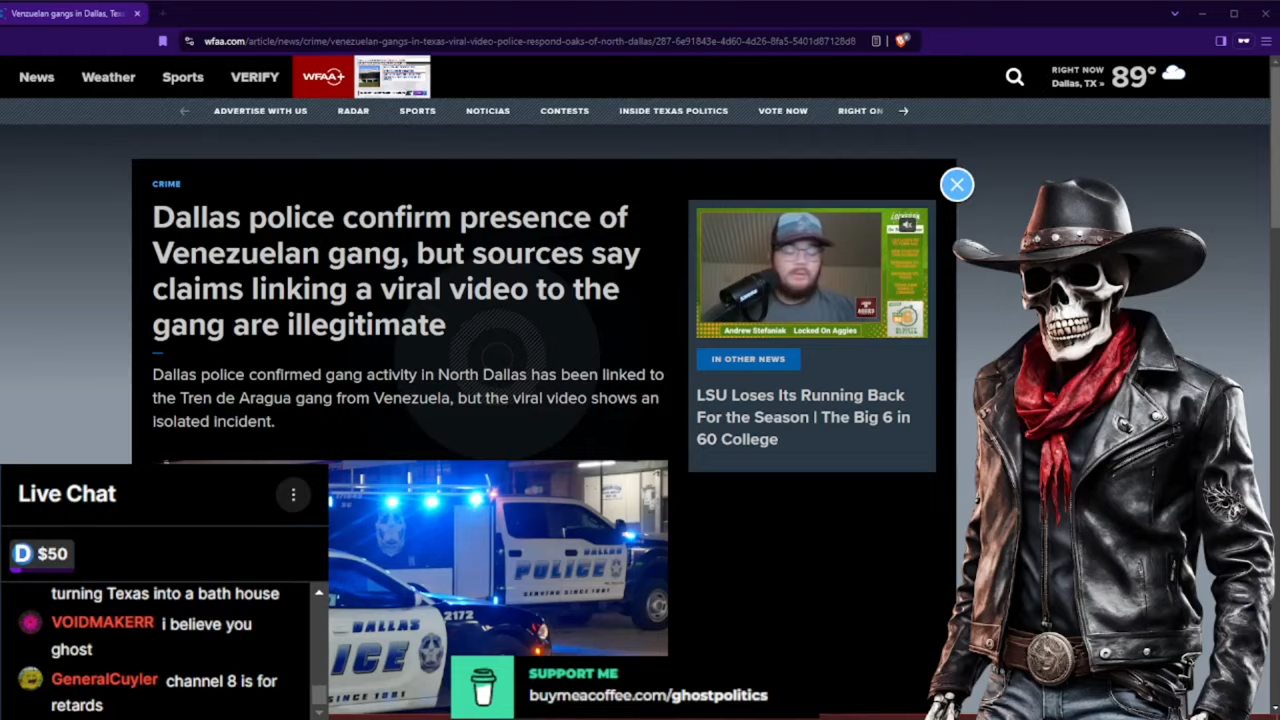 Venezuelan gangs in Dallas, Tex
wfaa.com/article/news/crime/venezuelan-gangs-in-texas-viral-video-police-respond-oaks-of-north-dallas/287-6e91843e-4d60-4d26-8fa5-5401d87128d8
News Weather Sports VERIFY WFAA+
RIGHT NOW
Dallas, TX » 89°
ADVERTISE WITH US RADAR SPORTS NOTICIAS CONTESTS INSIDE TEXAS POLITICS VOTE NOW RIGHT ON
CRIME
Dallas police confirm presence of
Venezuelan gang, but sources say
claims linking a viral video to the
gang are illegitimate
Dallas police confirmed gang activity in North Dallas has been linked to
the Tren de Aragua gang from Venezuela, but the viral video shows an
isolated incident.
Andrew Stefaniak Locked On Aggies
IN OTHER NEWS
LSU Loses Its Running Back
For the Season | The Big 6 in
60 College
DALLAS
POLICE
SERVING SINCE 1881
2172
DALLAS
ICE
SINCE 1881
Live Chat
D $50
turning Texas into a bath house
VOIDMAKERR i believe you
ghost
GeneralCuyler channel 8 is for
retards
SUPPORT ME
buymeacoffee.com/ghostpolitics